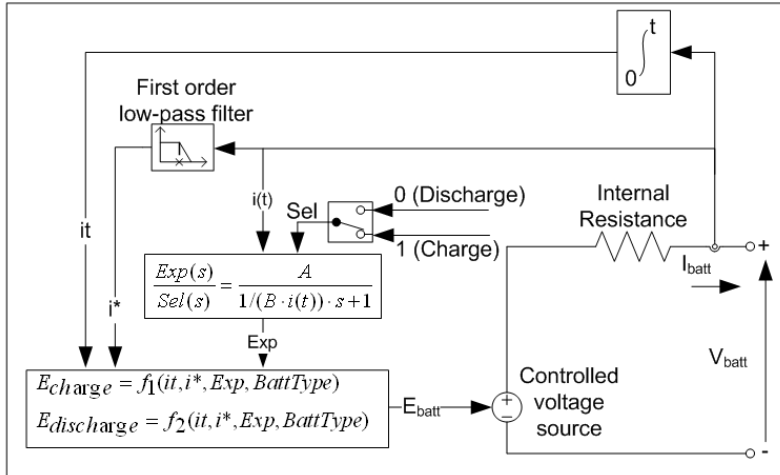 t
0
First order
low-pass filter
0 (Discharge)
i(t)
Sel
Internal
Resistance
it
1 (Charge)
+
I_batt
Exp(s)/Sel(s) = A/(1/(B·i(t))·s+1)
i*
Exp
V_batt
E_charge = f_1(it,i*,Exp,BattType)
Controlled
E_batt
+
voltage
E_discharge = f_2(it,i*,Exp,BattType)
−
source
-